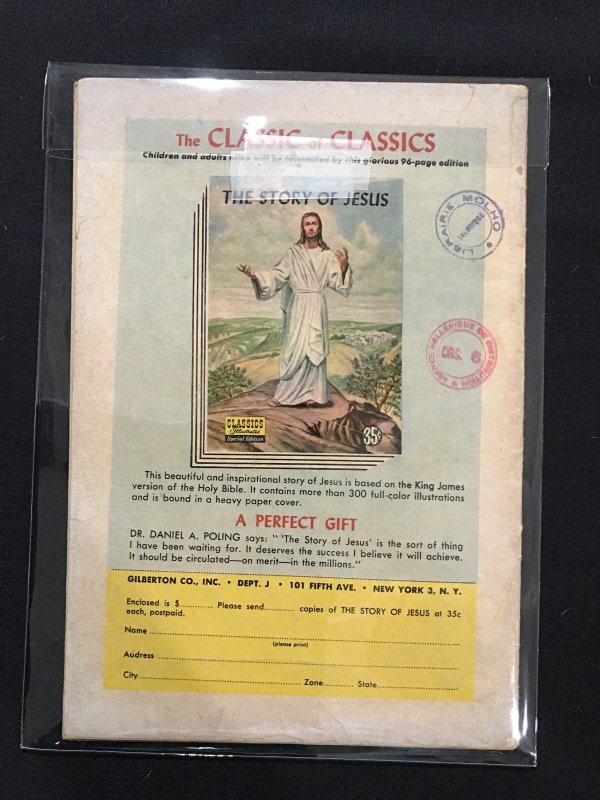 The CLASSIC of CLASSICS
Children and adults alike will be fascinated by this glorious 96-page edition
THE STORY OF JESUS
LIBRAIRIE MOLHO
AGENCE HELLENIQUE DE DISTRIBUTION
DRS. 6
CLASSICS
Illustrated
Special Edition
35¢
This beautiful and inspirational story of Jesus is based on the King James
version of the Holy Bible. It contains more than 300 full-color illustrations
and is bound in a heavy paper cover.
A PERFECT GIFT
DR. DANIEL A. POLING says: "'The Story of Jesus' is the sort of thing
I have been waiting for. It deserves the success I believe it will achieve.
It should be circulated—on merit—in the millions."
GILBERTON CO., INC. • DEPT. J • 101 FIFTH AVE. • NEW YORK 3, N. Y.
Enclosed is $.......... Please send.......... copies of THE STORY OF JESUS at 35c
each, postpaid.
Name
(please print)
Address
City.......... Zone.......... State..........